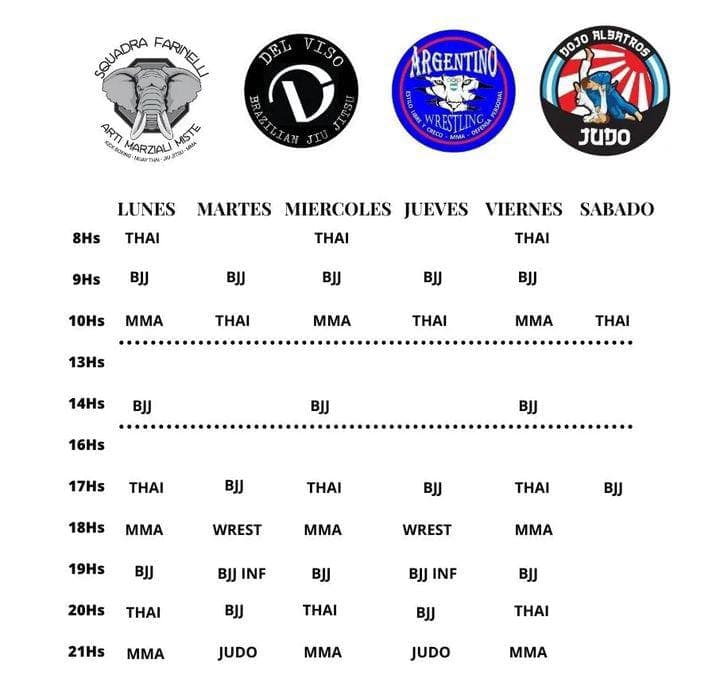 SQUADRA FARINELLI
ARTI MARZIALI MISTE
KICK BOXING - MUAY THAI - JIU JITSU - MMA
DEL VISO
BRAZILIAN JIU JITSU
ARGENTINO
WRESTLING
ESTILO LIBRE Y GRECO - MMA - DEFENSA PERSONAL
DOJO ALBATROS
JUDO
LUNES MARTES MIERCOLES JUEVES VIERNES SABADO
8Hs THAI THAI THAI
9Hs BJJ BJJ BJJ BJJ BJJ
10Hs MMA THAI MMA THAI MMA THAI
13Hs
14Hs BJJ BJJ BJJ
16Hs
17Hs THAI BJJ THAI BJJ THAI BJJ
18Hs MMA WREST MMA WREST MMA
19Hs BJJ BJJ INF BJJ BJJ INF BJJ
20Hs THAI BJJ THAI BJJ THAI
21Hs MMA JUDO MMA JUDO MMA